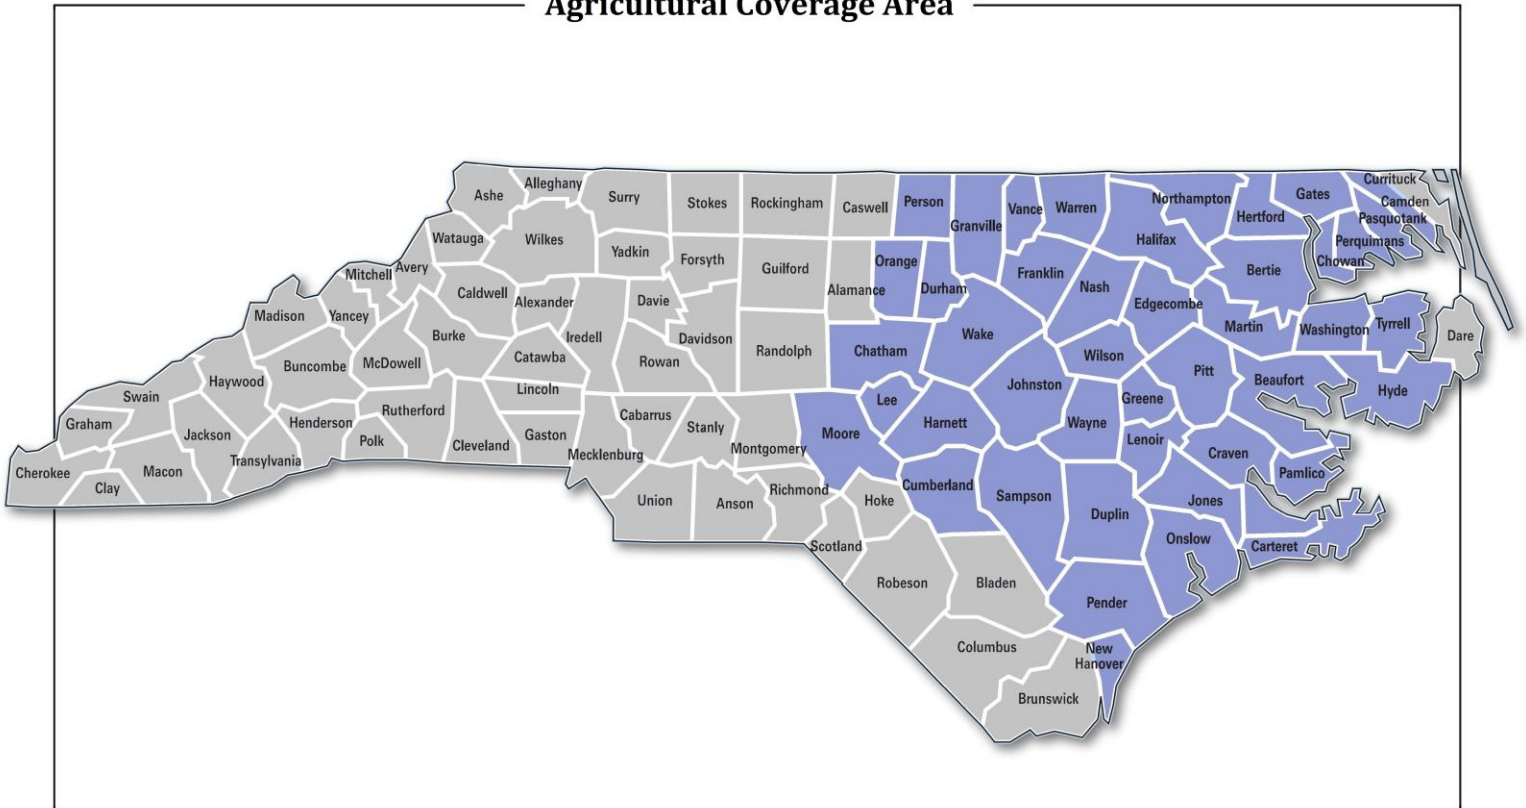 Agricultural Coverage Area
Ashe
Alleghany
Surry
Stokes
Rockingham
Caswell
Person
Granville
Vance
Warren
Northampton
Hertford
Gates
Currituck
Camden
Pasquotank
Perquimans
Chowan
Halifax
Bertie
Watauga
Wilkes
Yadkin
Forsyth
Guilford
Alamance
Orange
Durham
Franklin
Nash
Edgecombe
Martin
Washington
Tyrrell
Dare
Mitchell
Avery
Caldwell
Alexander
Iredell
Davie
Davidson
Randolph
Chatham
Wake
Wilson
Pitt
Beaufort
Hyde
Madison
Yancey
Burke
McDowell
Catawba
Rowan
Buncombe
Haywood
Lincoln
Lee
Johnston
Greene
Swain
Graham
Jackson
Henderson
Rutherford
Polk
Cleveland
Gaston
Mecklenburg
Cabarrus
Stanly
Montgomery
Moore
Harnett
Wayne
Lenoir
Craven
Pamlico
Cherokee
Clay
Macon
Transylvania
Union
Anson
Richmond
Hoke
Cumberland
Sampson
Duplin
Jones
Onslow
Carteret
Scotland
Robeson
Bladen
Pender
Columbus
New
Hanover
Brunswick